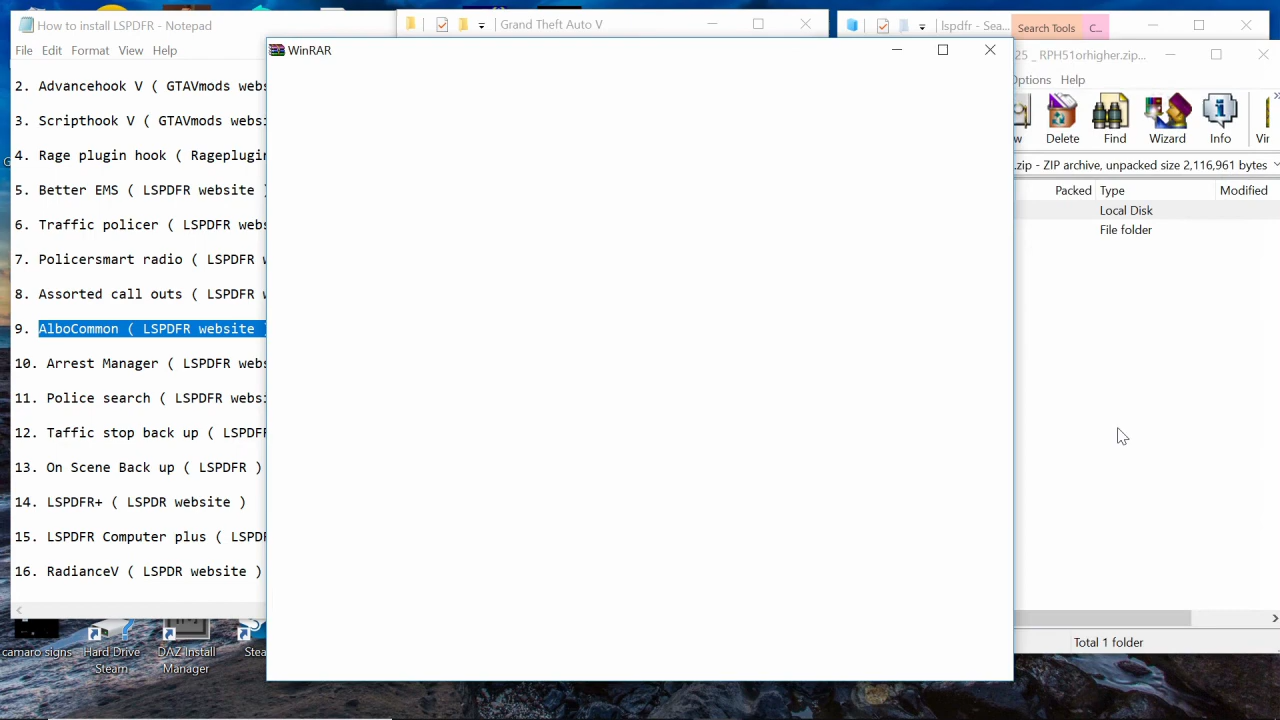 How to install LSPDFR - Notepad
File Edit Format View Help
2. Advancehook V ( GTAVmods webs
3. Scripthook V ( GTAVmods websi
4. Rage plugin hook ( Rageplugin
5. Better EMS ( LSPDFR website )
6. Traffic policer ( LSPDFR webs
7. Policersmart radio ( LSPDFR w
8. Assorted call outs ( LSPDFR w
9. AlboCommon ( LSPDFR website )
10. Arrest Manager ( LSPDFR webs
11. Police search ( LSPDFR websi
12. Taffic stop back up ( LSPDFR
13. On Scene Back up ( LSPDFR )
14. LSPDFR+ ( LSPDR website )
15. LSPDFR Computer plus ( LSPDF
16. RadianceV ( LSPDR website )
Grand Theft Auto V
lspdfr - Sea...
Search Tools
C...
WinRAR
25 _ RPH51orhigher.zip...
Options Help
w Delete Find Wizard Info Vir
.zip - ZIP archive, unpacked size 2,116,961 bytes
Packed Type Modified
Local Disk
File folder
Total 1 folder
camaro signs
Hard Drive Steam
DAZ Install Manager
Stea